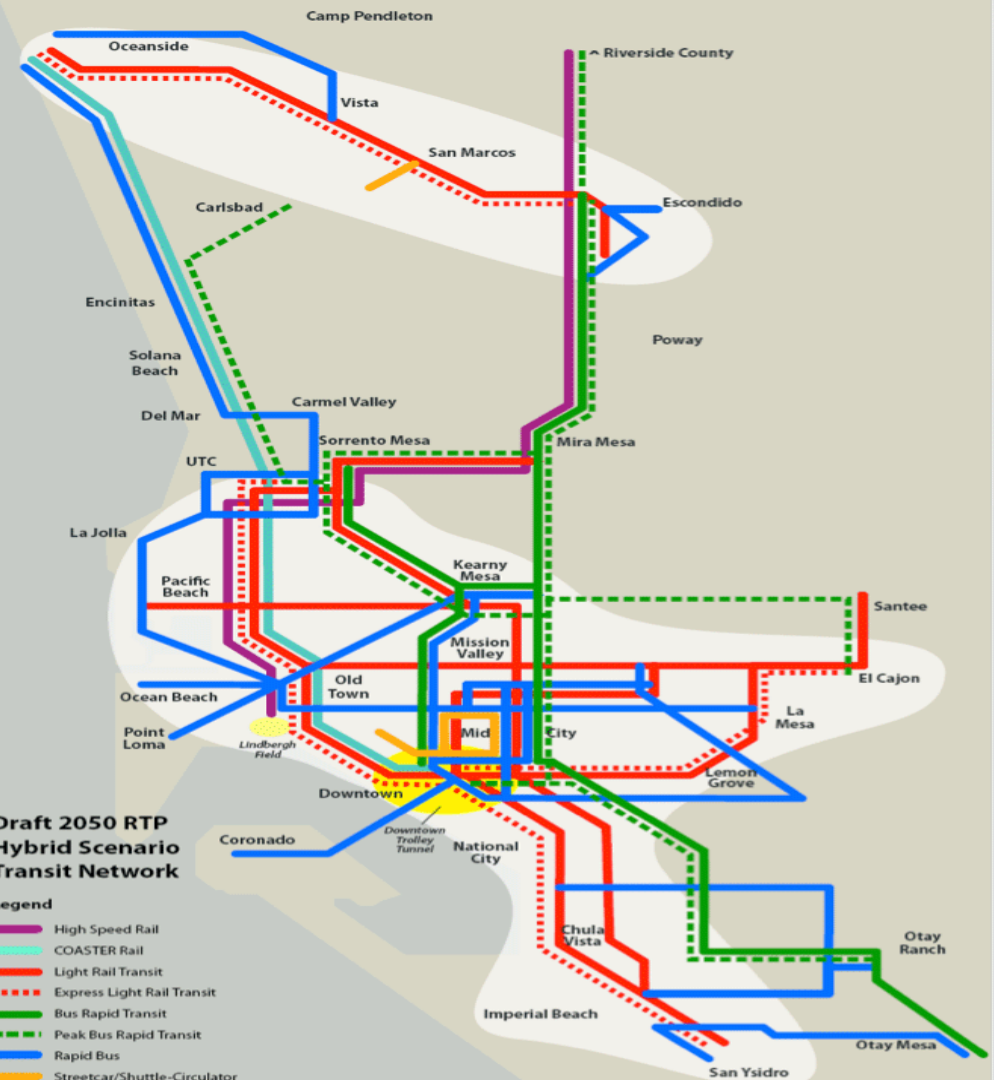 Camp Pendleton
Oceanside
^ Riverside County
Vista
San Marcos
Escondido
Carlsbad
Encinitas
Poway
Solana
Beach
Del Mar
Carmel Valley
Sorrento Mesa
Mira Mesa
UTC
La Jolla
Kearny
Mesa
Pacific
Beach
Santee
Mission
Valley
El Cajon
Old
Town
Ocean Beach
La
Mesa
Point
Loma
Mid
City
Lindbergh
Field
Lemon
Grove
Downtown
Downtown
Trolley
Tunnel
Coronado
National
City
Draft 2050 RTP
Hybrid Scenario
Transit Network
egend
High Speed Rail
COASTER Rail
Light Rail Transit
Express Light Rail Transit
Bus Rapid Transit
Peak Bus Rapid Transit
Rapid Bus
Streetcar/Shuttle-Circulator
Chula
Vista
Otay
Ranch
Imperial Beach
Otay Mesa
San Ysidro